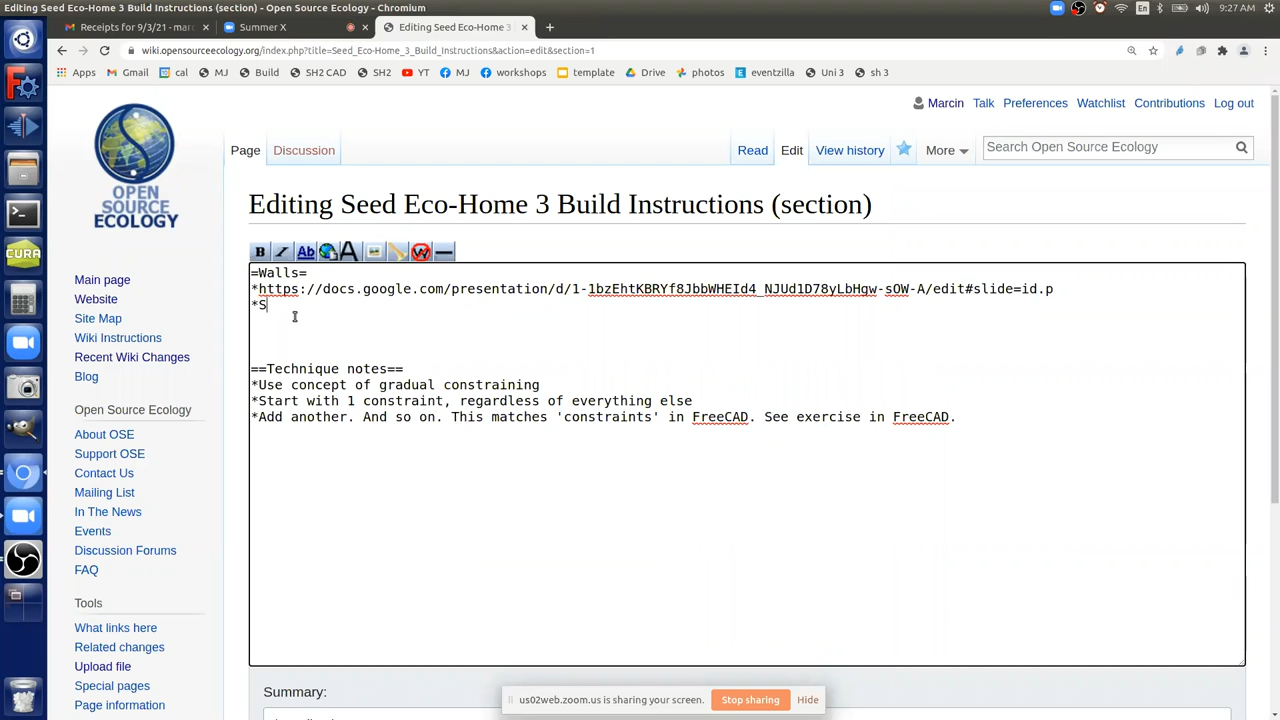 Editing Seed Eco-Home 3 Build Instructions (section) - Open Source Ecology - Chromium
9:27 AM
Receipts for 9/3/21 - marc
Summer X
Editing Seed Eco-Home 3 Bu
wiki.opensourceecology.org/index.php?title=Seed_Eco-Home_3_Build_Instructions&action=edit&section=1
Apps Gmail cal MJ Build SH2 CAD SH2 YT MJ workshops template Drive photos eventzilla Uni 3 sh 3
Marcin Talk Preferences Watchlist Contributions Log out
Page Discussion Read Edit View history More Search Open Source Ecology
OPEN
SOURCE
ECOLOGY
Editing Seed Eco-Home 3 Build Instructions (section)
B I Ab A W
=Walls=
*https://docs.google.com/presentation/d/1-1bzEhtKBRYf8JbbWHEId4_NJUd1D78yLbHgw-sOW-A/edit#slide=id.p
*S
==Technique notes==
*Use concept of gradual constraining
*Start with 1 constraint, regardless of everything else
*Add another. And so on. This matches 'constraints' in FreeCAD. See exercise in FreeCAD.
Main page
Website
Site Map
Wiki Instructions
Recent Wiki Changes
Blog
Open Source Ecology
About OSE
Support OSE
Contact Us
Mailing List
In The News
Events
Discussion Forums
FAQ
Tools
What links here
Related changes
Upload file
Special pages
Page information
CURA
Summary:
us02web.zoom.us is sharing your screen. Stop sharing Hide